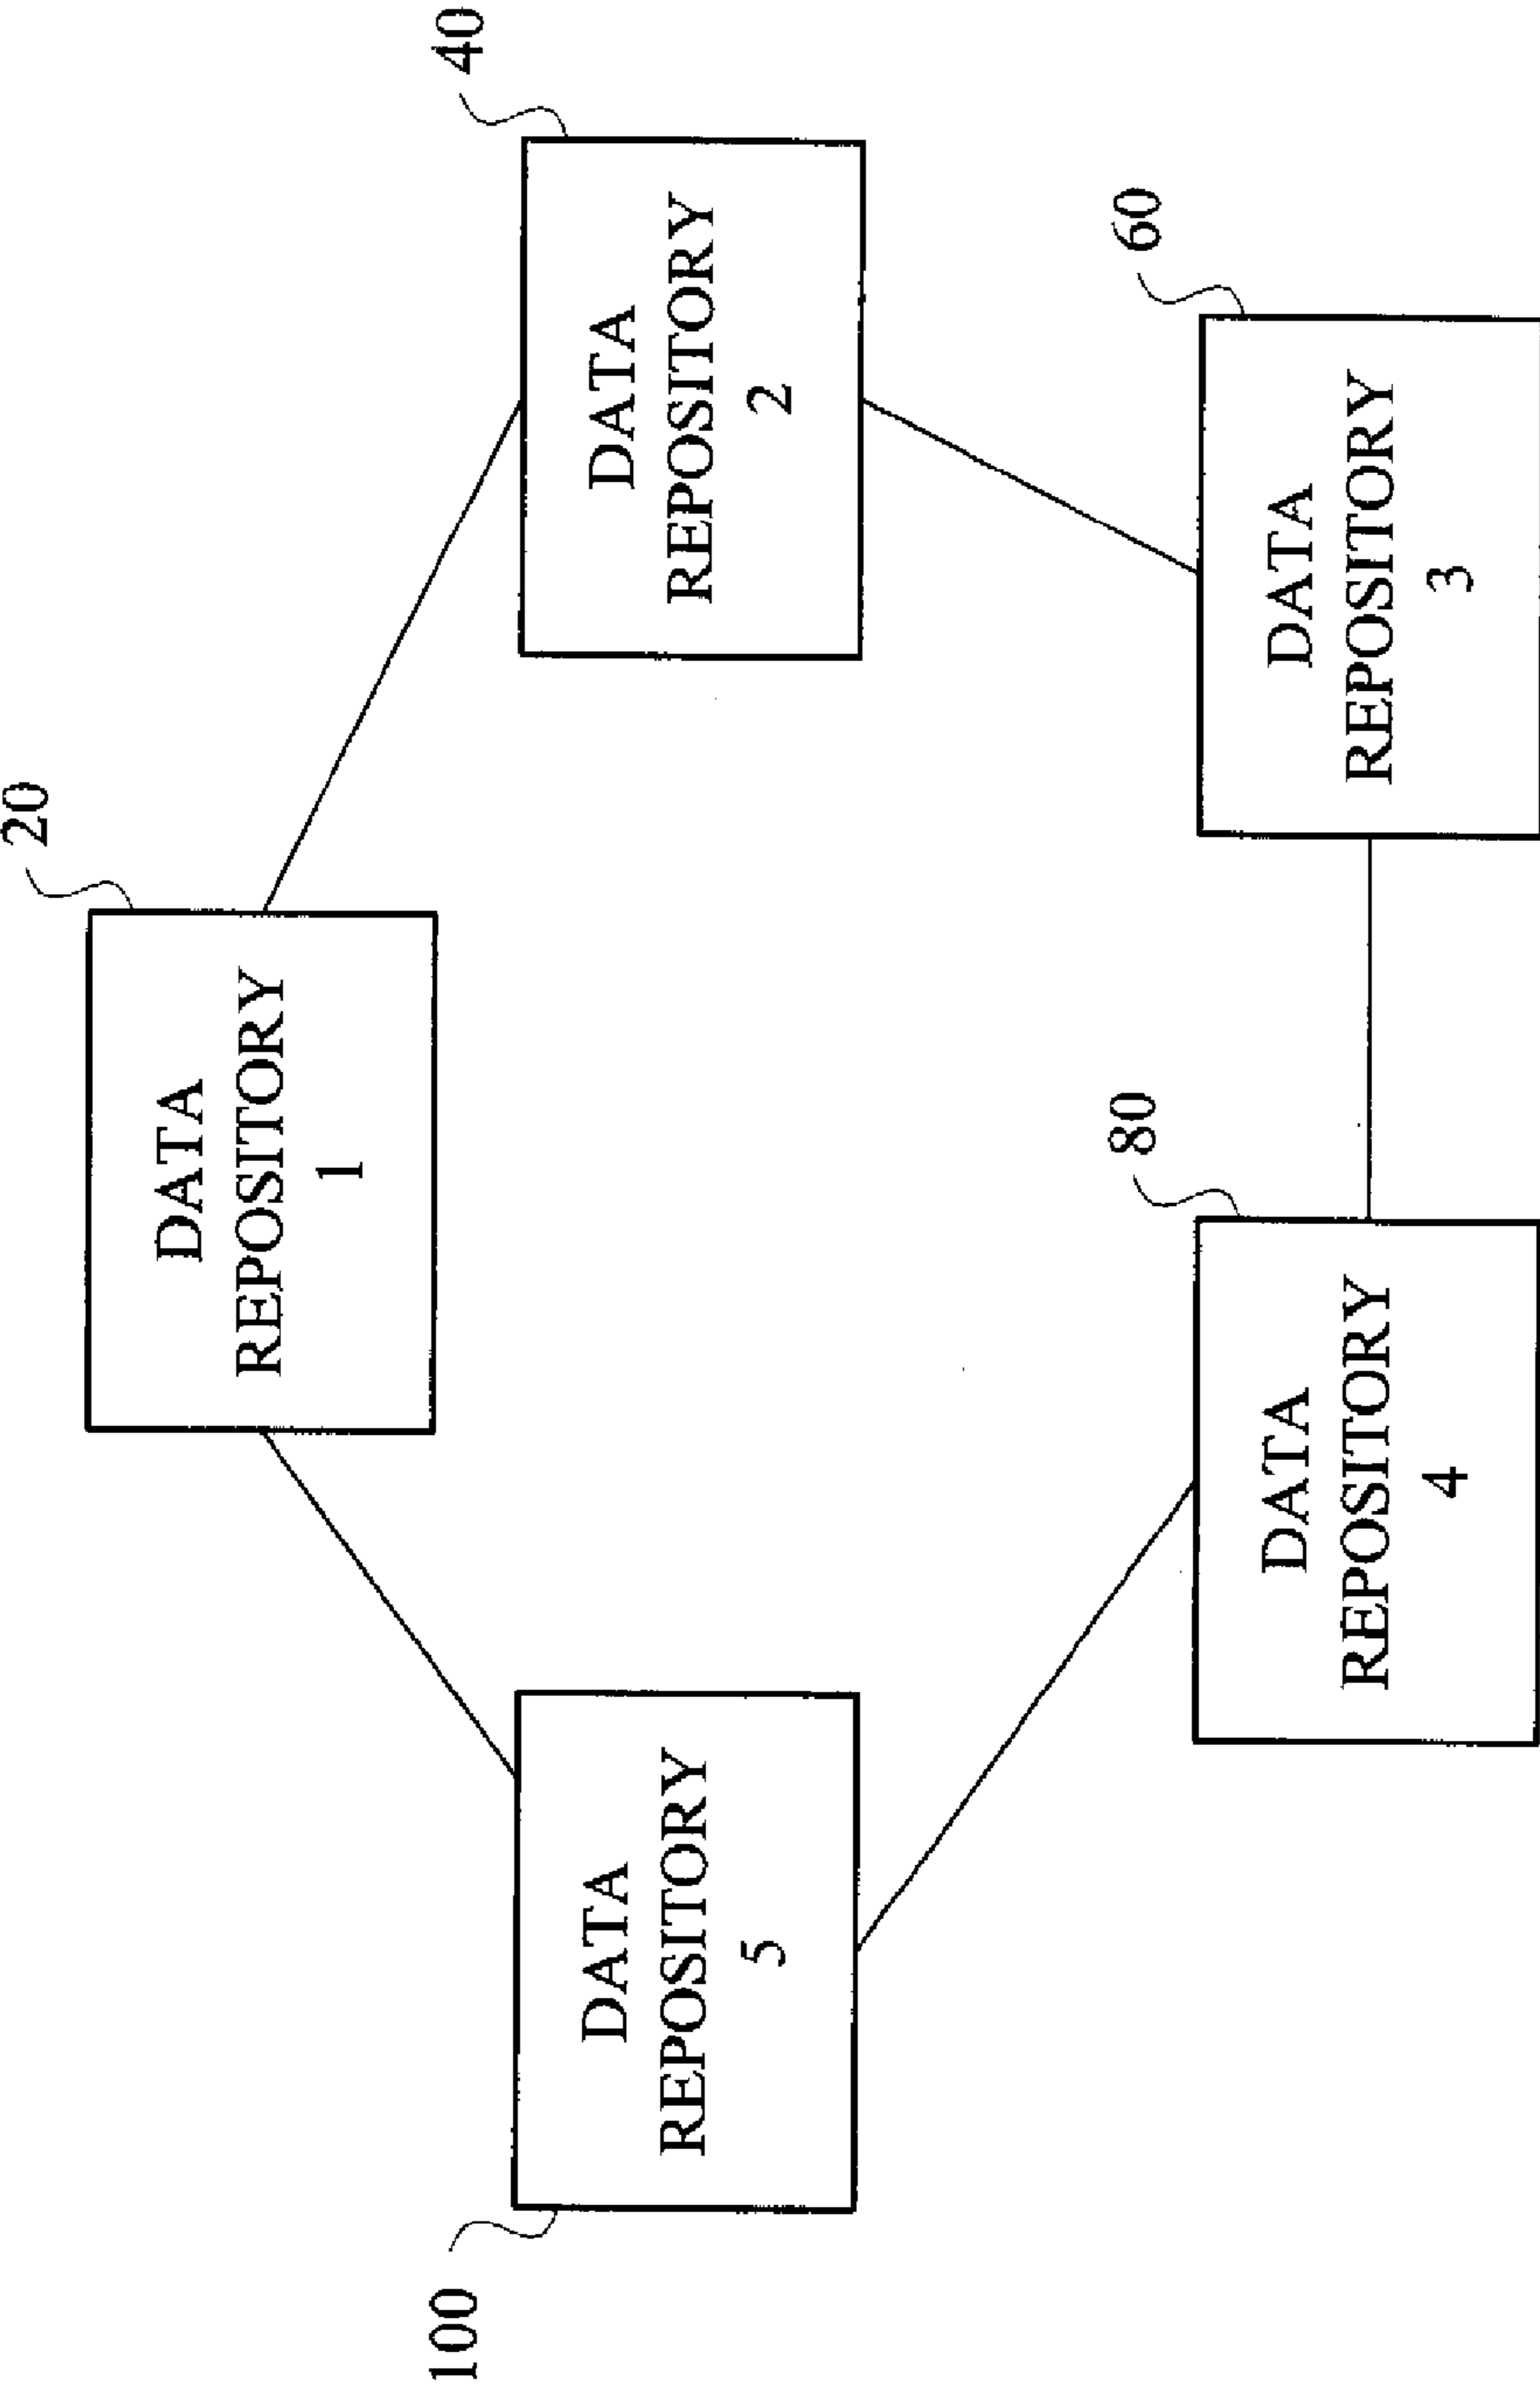 20
DATA
REPOSITORY
1
40
DATA
REPOSITORY
2
60
DATA
REPOSITORY
3
80
DATA
REPOSITORY
4
100
DATA
REPOSITORY
5